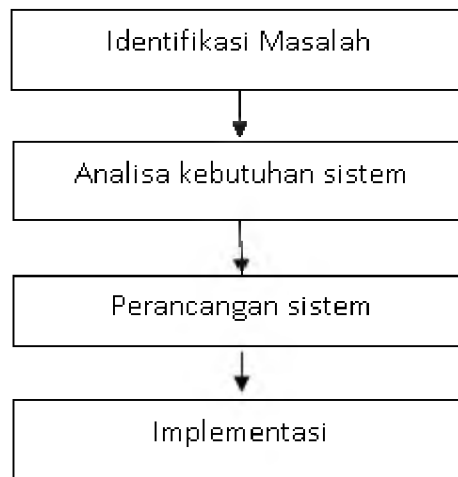 Identifikasi Masalah
Analisa kebutuhan sistem
Perancangan sistem
Implementasi